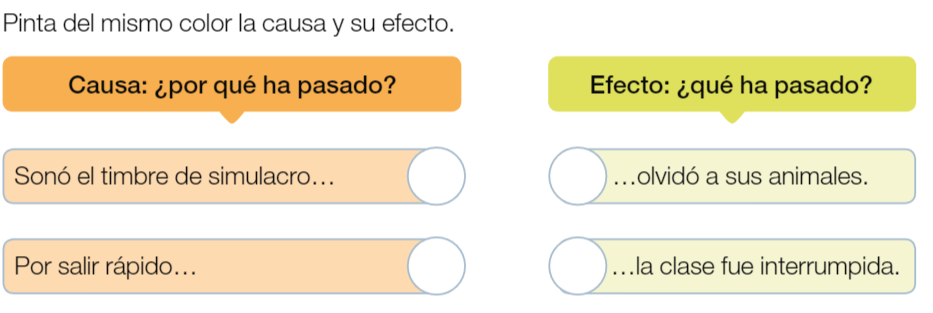 Pinta del mismo color la causa y su efecto.
Causa: ¿por qué ha pasado?
Efecto: ¿qué ha pasado?
Sonó el timbre de simulacro...
...olvidó a sus animales.
Por salir rápido...
...la clase fue interrumpida.